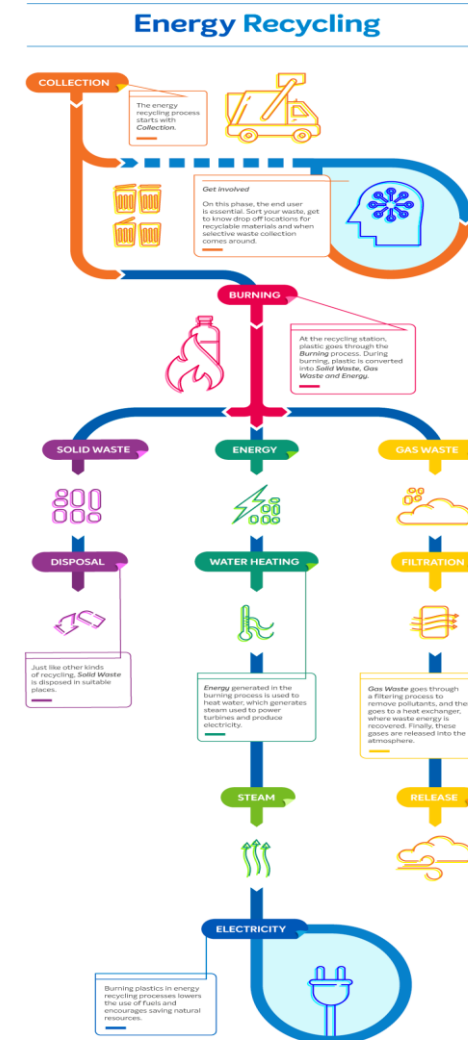 Energy Recycling
COLLECTION
The energy
recycling process
starts with
Collection.
Get involved
On this phase, the end user
is essential. Sort your waste, get
to know drop off locations for
recyclable materials and when
selective waste collection
comes around.
BURNING
At the recycling station,
plastic goes through the
Burning process. During
burning, plastic is converted
into Solid Waste, Gas
Waste and Energy.
SOLID WASTE
ENERGY
GAS WASTE
DISPOSAL
WATER HEATING
FILTRATION
Just like other kinds
of recycling, Solid Waste
is disposed in suitable
places.
Energy generated in the
burning process is used to
heat water, which generates
steam used to power
turbines and produce
electricity.
Gas Waste goes through
a filtering process to
remove pollutants, and the
goes to a heat exchanger,
where waste energy is
recovered. Finally, these
gases are released into the
atmosphere.
STEAM
RELEASE
ELECTRICITY
Burning plastics in energy
recycling processes lowers
the use of fuels and
encourages saving natural
resources.